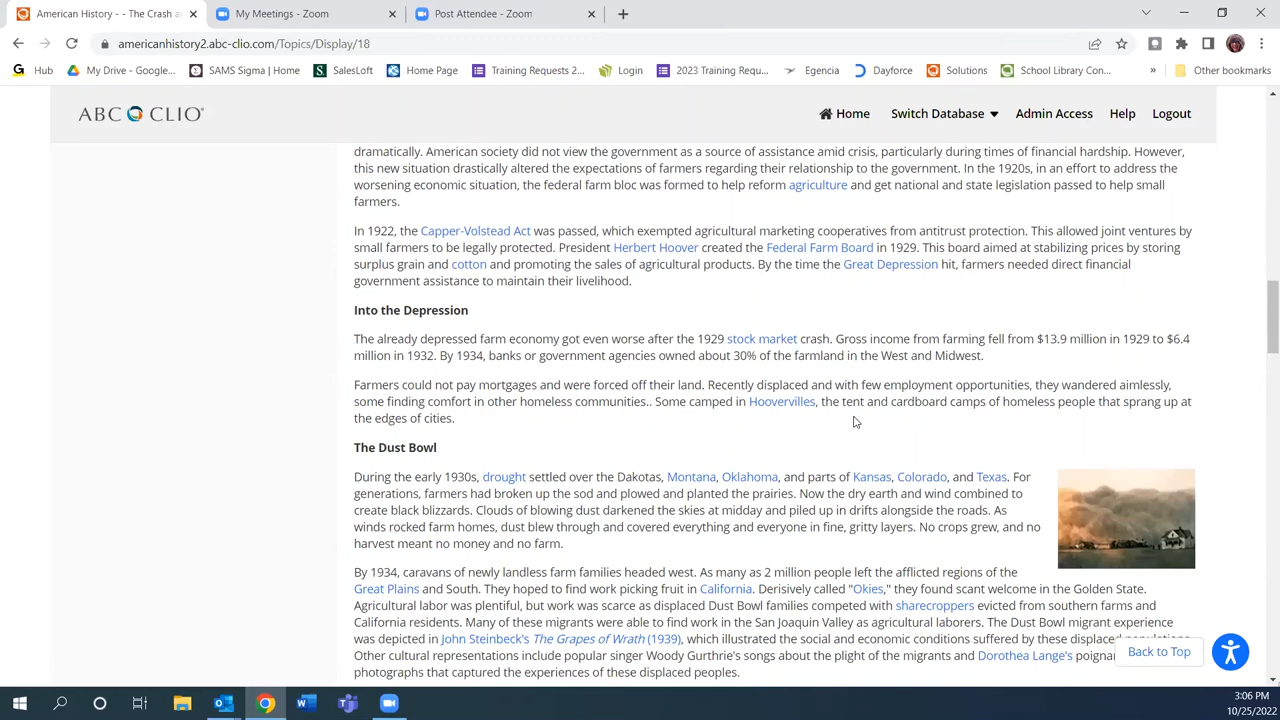 American History - - The Crash a
My Meetings - Zoom
Post Attendee - Zoom
americanhistory2.abc-clio.com/Topics/Display/18
Hub
My Drive - Google...
SAMS Sigma | Home
SalesLoft
Home Page
Training Requests 2...
Login
2023 Training Requ...
Egencia
Dayforce
Solutions
School Library Con...
»
Other bookmarks
ABC CLIO
Home
Switch Database
Admin Access
Help
Logout
dramatically. American society did not view the government as a source of assistance amid crisis, particularly during times of financial hardship. However,
this new situation drastically altered the expectations of farmers regarding their relationship to the government. In the 1920s, in an effort to address the
worsening economic situation, the federal farm bloc was formed to help reform agriculture and get national and state legislation passed to help small
farmers.
In 1922, the Capper-Volstead Act was passed, which exempted agricultural marketing cooperatives from antitrust protection. This allowed joint ventures by
small farmers to be legally protected. President Herbert Hoover created the Federal Farm Board in 1929. This board aimed at stabilizing prices by storing
surplus grain and cotton and promoting the sales of agricultural products. By the time the Great Depression hit, farmers needed direct financial
government assistance to maintain their livelihood.
Into the Depression
The already depressed farm economy got even worse after the 1929 stock market crash. Gross income from farming fell from $13.9 million in 1929 to $6.4
million in 1932. By 1934, banks or government agencies owned about 30% of the farmland in the West and Midwest.
Farmers could not pay mortgages and were forced off their land. Recently displaced and with few employment opportunities, they wandered aimlessly,
some finding comfort in other homeless communities.. Some camped in Hoovervilles, the tent and cardboard camps of homeless people that sprang up at
the edges of cities.
The Dust Bowl
During the early 1930s, drought settled over the Dakotas, Montana, Oklahoma, and parts of Kansas, Colorado, and Texas. For
generations, farmers had broken up the sod and plowed and planted the prairies. Now the dry earth and wind combined to
create black blizzards. Clouds of blowing dust darkened the skies at midday and piled up in drifts alongside the roads. As
winds rocked farm homes, dust blew through and covered everything and everyone in fine, gritty layers. No crops grew, and no
harvest meant no money and no farm.
By 1934, caravans of newly landless farm families headed west. As many as 2 million people left the afflicted regions of the
Great Plains and South. They hoped to find work picking fruit in California. Derisively called "Okies," they found scant welcome in the Golden State.
Agricultural labor was plentiful, but work was scarce as displaced Dust Bowl families competed with sharecroppers evicted from southern farms and
California residents. Many of these migrants were able to find work in the San Joaquin Valley as agricultural laborers. The Dust Bowl migrant experience
was depicted in John Steinbeck's The Grapes of Wrath (1939), which illustrated the social and economic conditions suffered by these displaced populations.
Other cultural representations include popular singer Woody Gurthrie's songs about the plight of the migrants and Dorothea Lange's
photographs that captured the experiences of these displaced peoples.
Back to Top
3:06 PM
10/25/2022